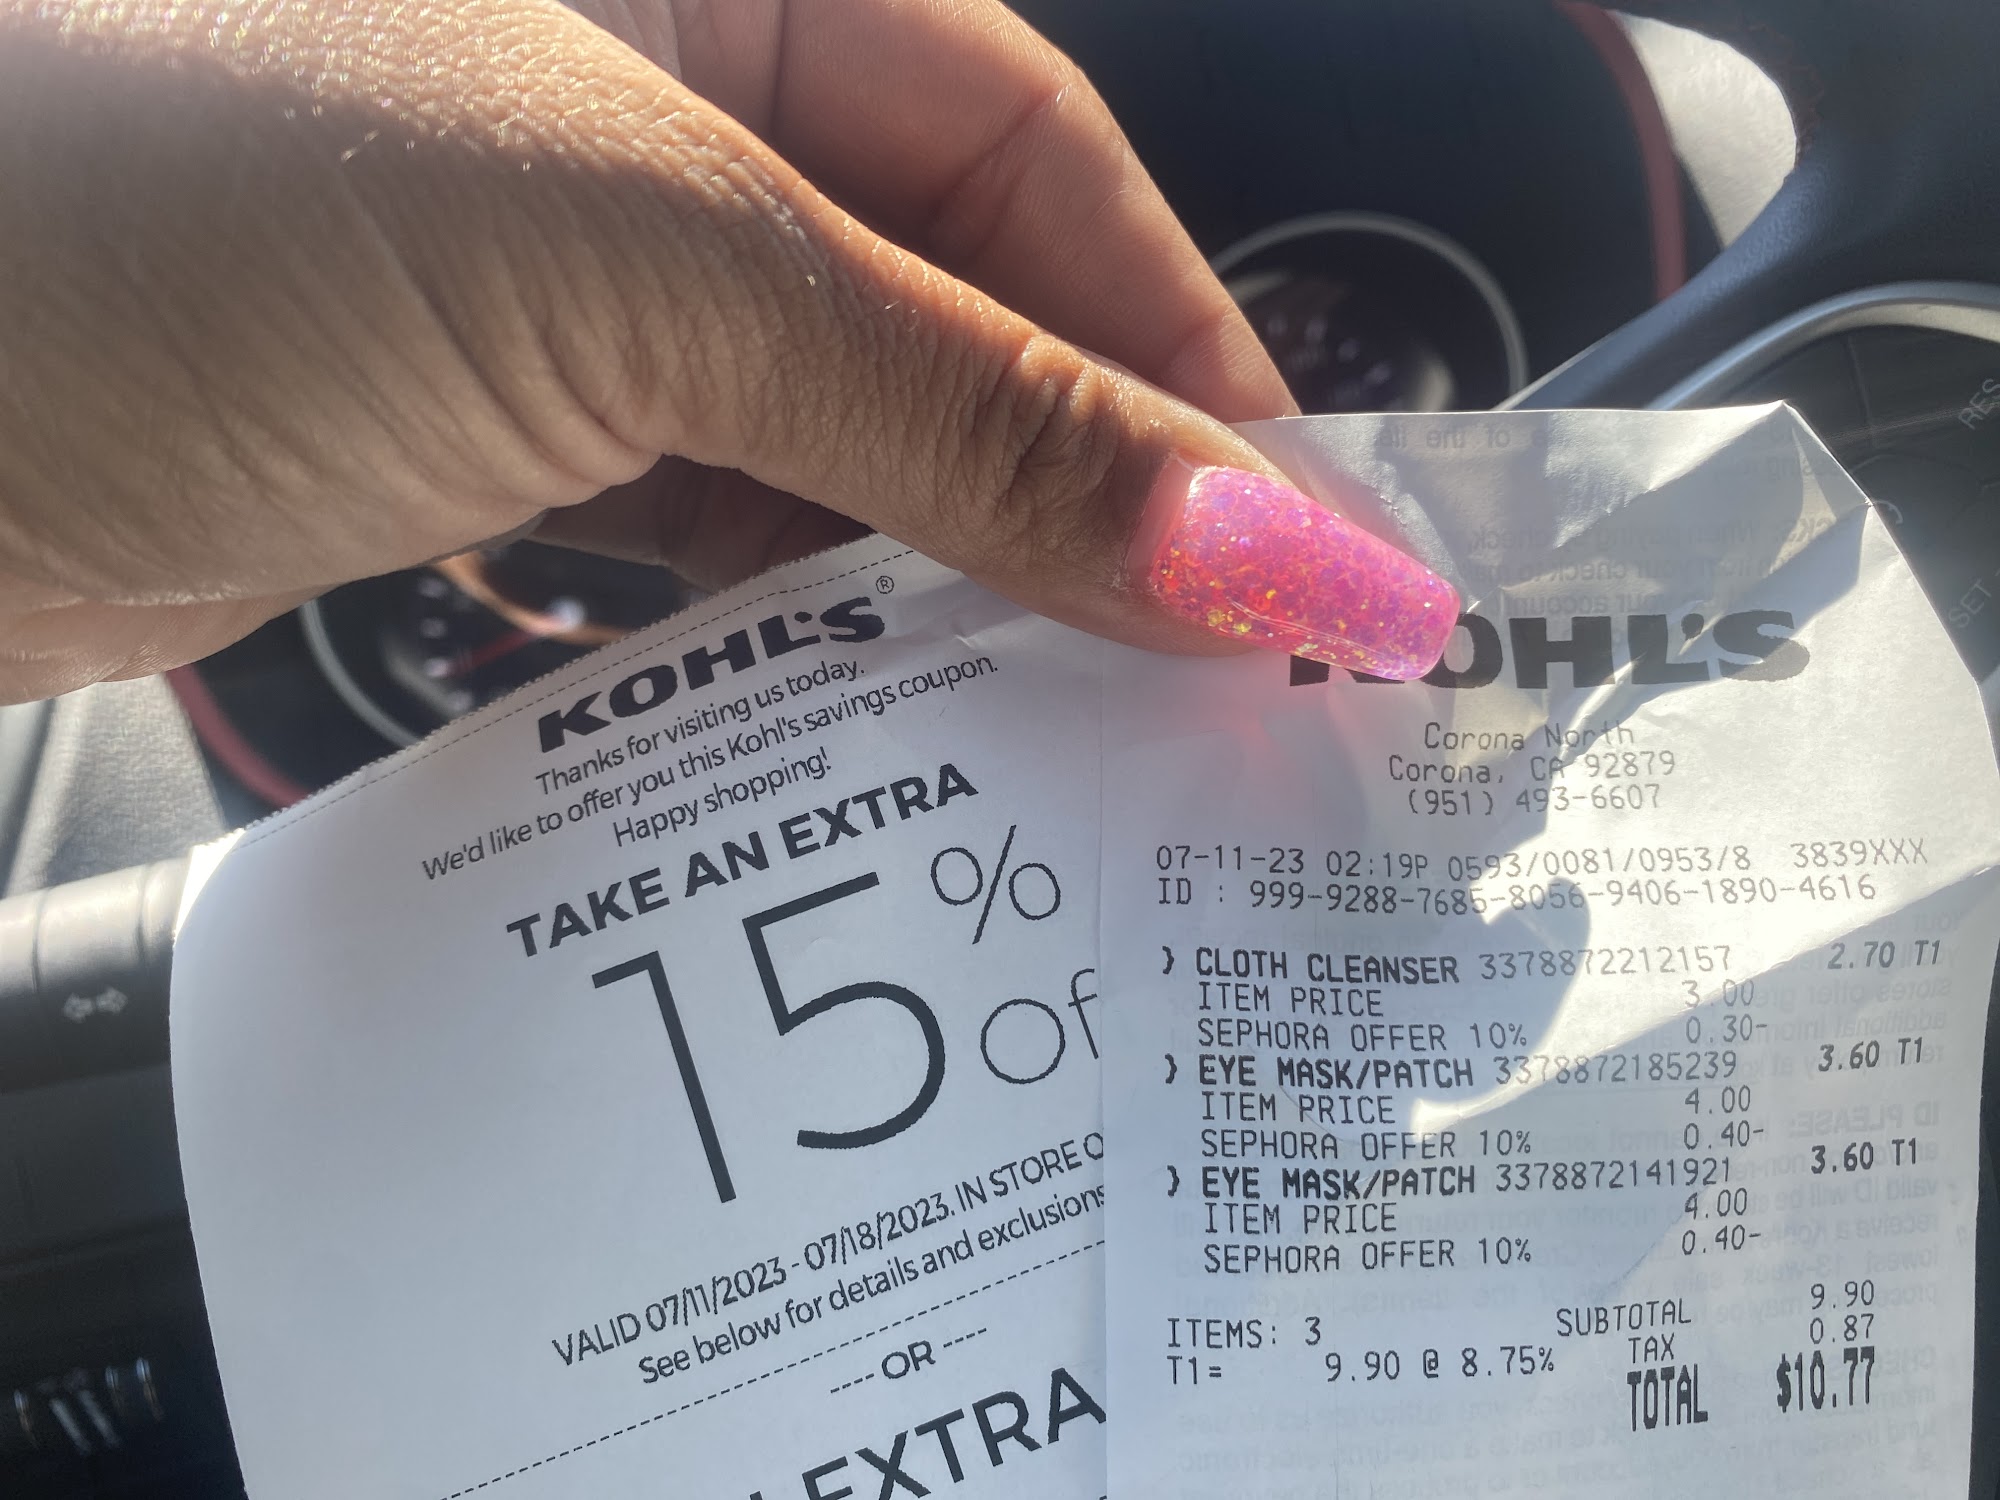 KOHL'S®
Thanks for visiting us today.
We'd like to offer you this Kohl's savings coupon.
Happy shopping!
TAKE AN EXTRA
15% of
VALID 07/11/2023 - 07/18/2023. IN STORE O
See below for details and exclusions
---- OR ----
EXTRA
KOHL'S
Corona North
Corona, CA 92879
(951) 493-6607
07-11-23 02:19P 0593/0081/0953/8 3839XXX
ID : 999-9288-7685-8056-9406-1890-4616
} CLOTH CLEANSER 3378872212157 2.70 T1
ITEM PRICE 3.00
SEPHORA OFFER 10% 0.30-
} EYE MASK/PATCH 3378872185239 3.60 T1
ITEM PRICE 4.00
SEPHORA OFFER 10% 0.40-
} EYE MASK/PATCH 3378872141921 3.60 T1
ITEM PRICE 4.00
SEPHORA OFFER 10% 0.40-
SUBTOTAL 9.90
ITEMS: 3 TAX 0.87
T1= 9.90 @ 8.75% TOTAL $10.77
RES
SET